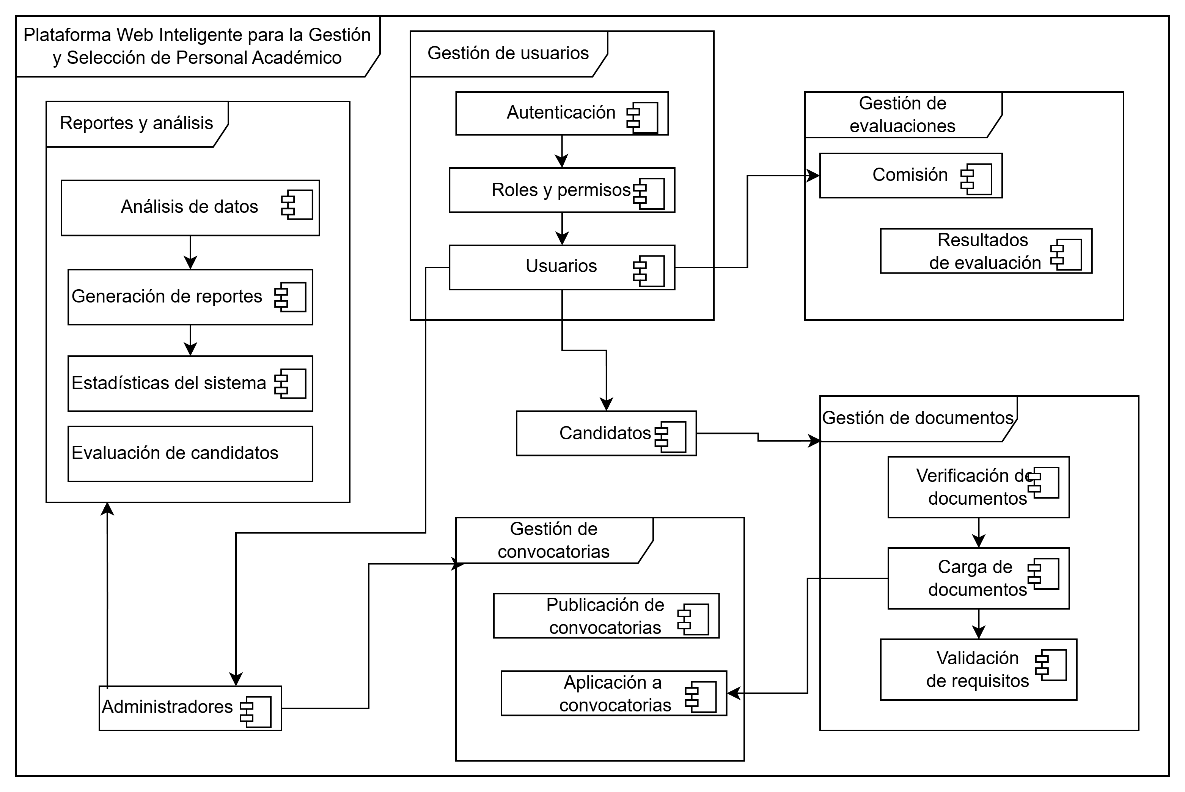 Plataforma Web Inteligente para la Gestión
y Selección de Personal Académico
Reportes y análisis
Análisis de datos
Generación de reportes
Estadísticas del sistema
Evaluación de candidatos
Gestión de usuarios
Autenticación
Roles y permisos
Usuarios
Gestión de
evaluaciones
Comisión
Resultados
de evaluación
Candidatos
Gestión de documentos
Verificación de
documentos
Carga de
documentos
Validación
de requisitos
Gestión de
convocatorias
Publicación de
convocatorias
Aplicación a
convocatorias
Administradores